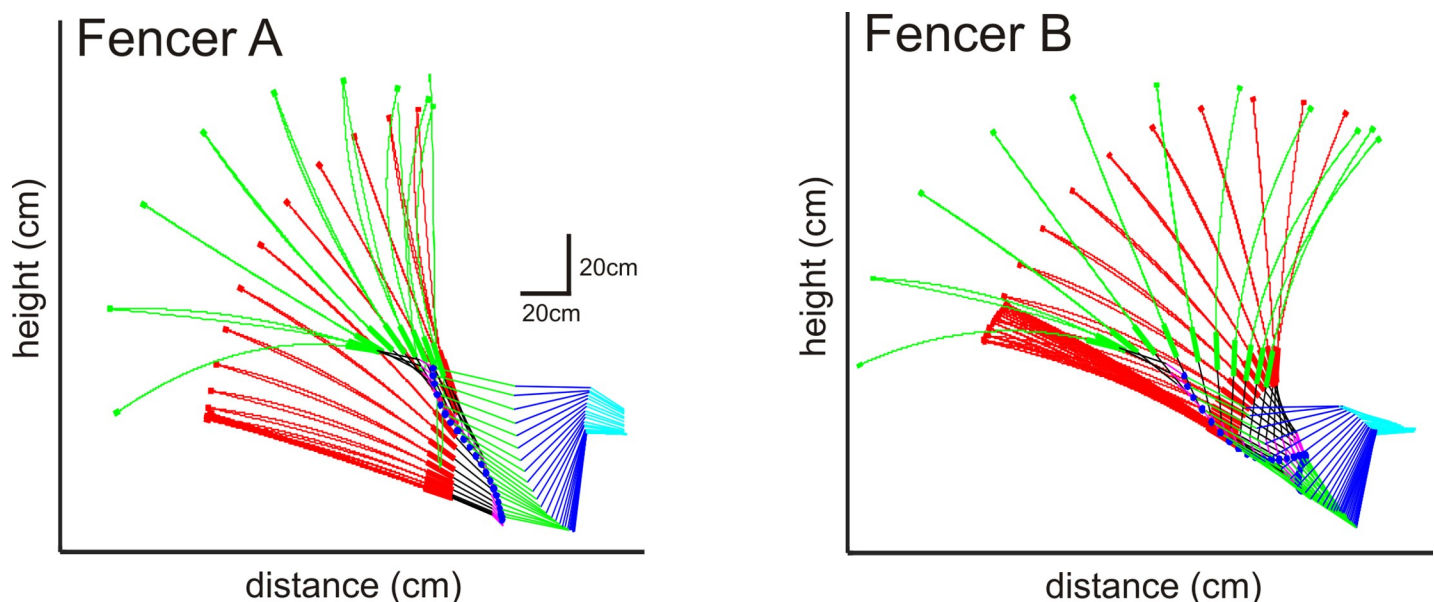 Fencer A
height (cm)
20cm
20cm
distance (cm)
Fencer B
height (cm)
distance (cm)